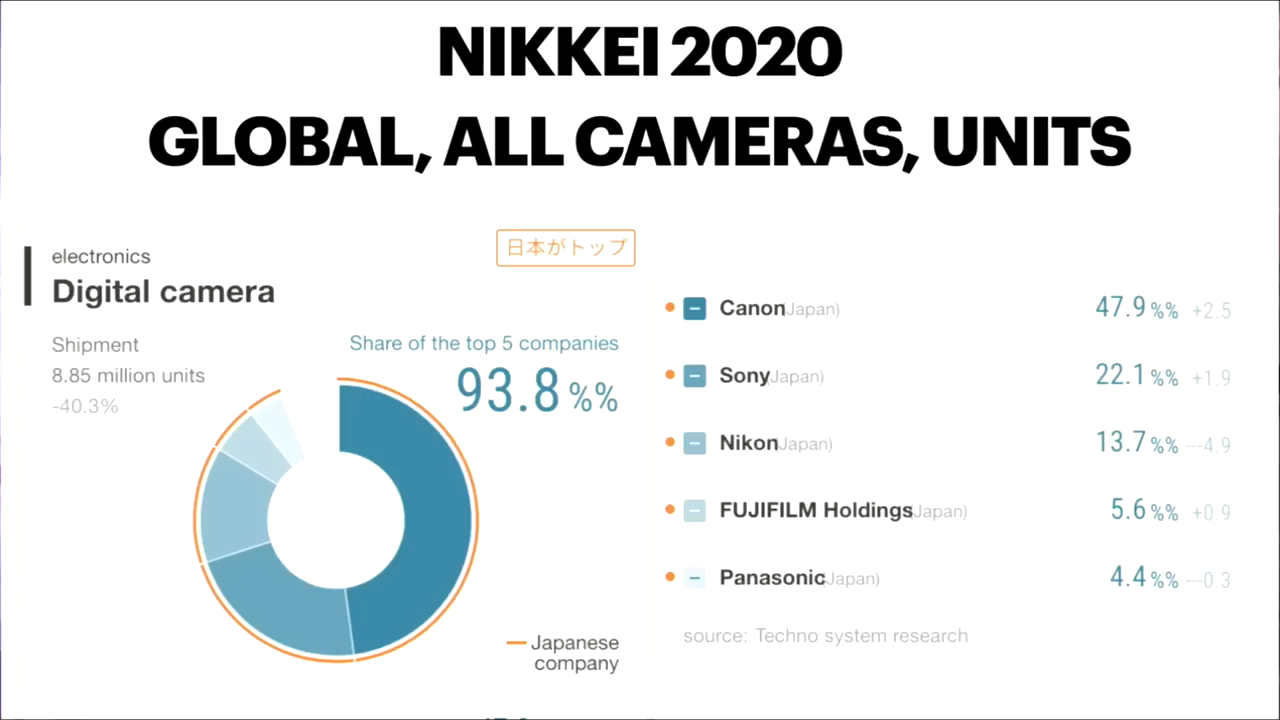 NIKKEI 2020
GLOBAL, ALL CAMERAS, UNITS
electronics
Digital camera
日本がトップ
Shipment
8.85 million units
-40.3%
Share of the top 5 companies
93.8 %%
Japanese
company
Canon(Japan) 47.9 %% +2.5
Sony(Japan) 22.1 %% +1.9
Nikon(Japan) 13.7 %% ---4.9
FUJIFILM Holdings(Japan) 5.6 %% +0.9
Panasonic(Japan) 4.4 %% ---0.3
source: Techno system research